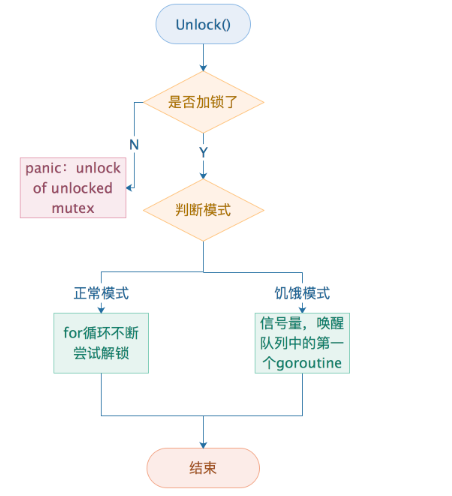 Unlock()
是否加锁了
N
Y
panic：unlock
of unlocked
mutex
判断模式
正常模式
饥饿模式
for循环不断
尝试解锁
信号量，唤醒
队列中的第一
个goroutine
结束